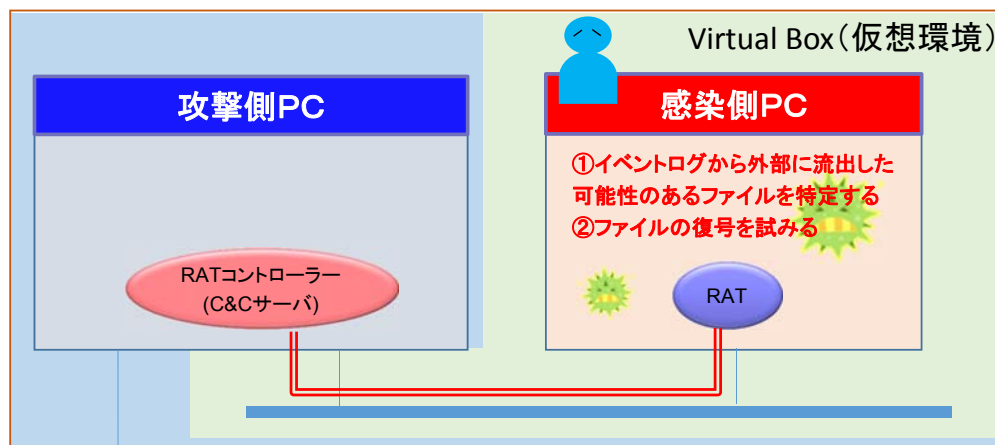 Virtual Box（仮想環境）
攻撃側PC
感染側PC
①イベントログから外部に流出した
可能性のあるファイルを特定する
②ファイルの復号を試みる
RATコントローラー
(C&Cサーバ)
RAT